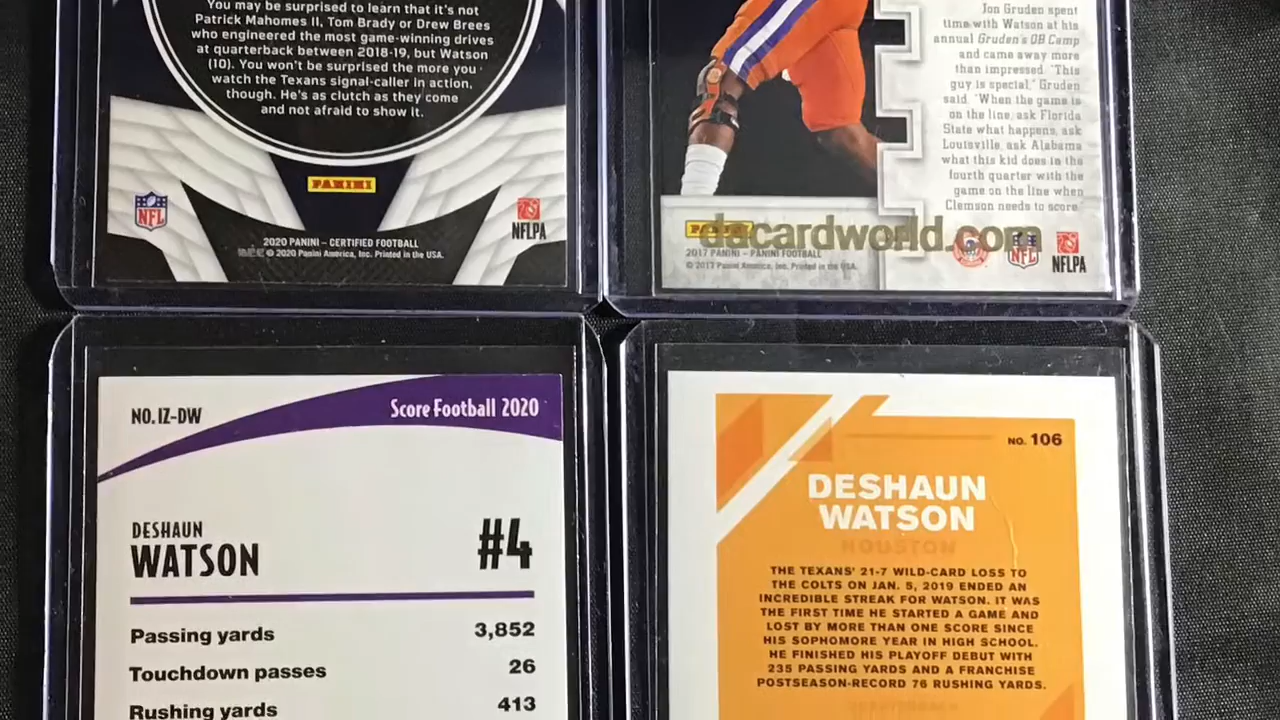 You may be surprised to learn that it's not
Patrick Mahomes II, Tom Brady or Drew Brees
who engineered the most game-winning drives
at quarterback between 2018-19, but Watson
(10). You won't be surprised the more you
watch the Texans signal-caller in action,
though. He's as clutch as they come
and not afraid to show it.
PANINI
NFL
NFLPA
2020 PANINI – CERTIFIED FOOTBALL
© 2020 Panini America, Inc. Printed in the USA.
Jon Gruden spent
time with Watson at his
annual Gruden's QB Camp
and came away more
than impressed. "This
guy is special," Gruden
said. "When the game is
on the line, ask Florida
State what happens, ask
Louisville, ask Alabama
what this kid does in the
fourth quarter with the
game on the line when
Clemson needs to score."
dacardworld.com
2017 PANINI – PANINI FOOTBALL
© 2017 Panini America, Inc. Printed in the USA.
NFL
NFLPA
NO. IZ-DW
Score Football 2020
DESHAUN
WATSON
#4
Passing yards 3,852
Touchdown passes 26
Rushing yards 413
NO. 106
DESHAUN
WATSON
HOUSTON
THE TEXANS' 21-7 WILD-CARD LOSS TO
THE COLTS ON JAN. 5, 2019 ENDED AN
INCREDIBLE STREAK FOR WATSON. IT WAS
THE FIRST TIME HE STARTED A GAME AND
LOST BY MORE THAN ONE SCORE SINCE
HIS SOPHOMORE YEAR IN HIGH SCHOOL.
HE FINISHED HIS PLAYOFF DEBUT WITH
235 PASSING YARDS AND A FRANCHISE
POSTSEASON-RECORD 76 RUSHING YARDS.